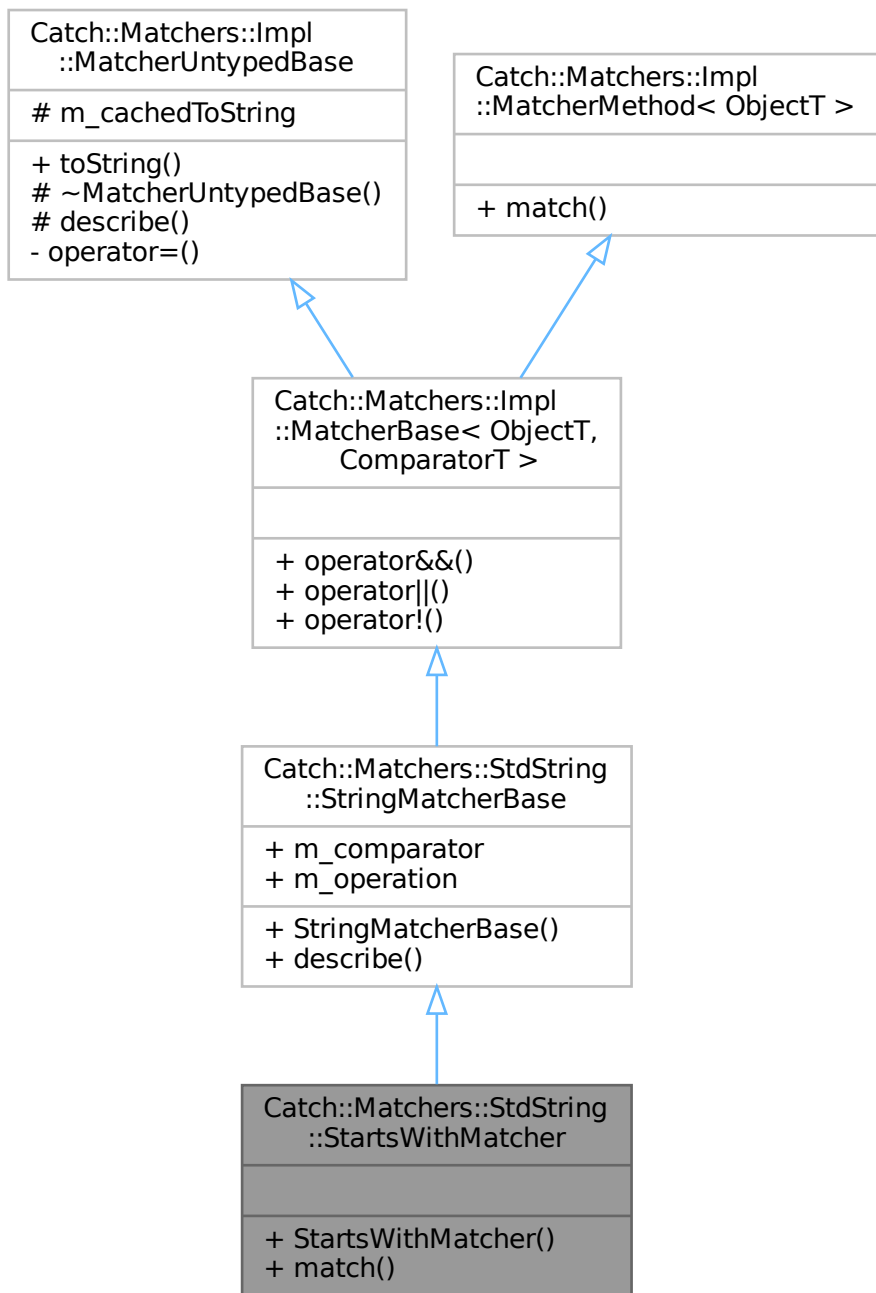 Catch::Matchers::Impl
::MatcherUntypedBase
# m_cachedToString
+ toString()
# ~MatcherUntypedBase()
# describe()
- operator=()
Catch::Matchers::Impl
::MatcherMethod< ObjectT >
+ match()
Catch::Matchers::Impl
::MatcherBase< ObjectT,
ComparatorT >
+ operator&&()
+ operator||()
+ operator!()
Catch::Matchers::StdString
::StringMatcherBase
+ m_comparator
+ m_operation
+ StringMatcherBase()
+ describe()
Catch::Matchers::StdString
::StartsWithMatcher
+ StartsWithMatcher()
+ match()